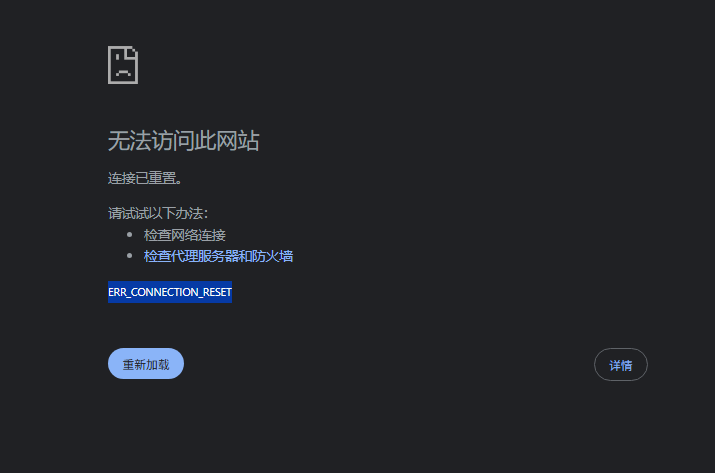 无法访问此网站
连接已重置。
请试试以下办法：
检查网络连接
检查代理服务器和防火墙
ERR_CONNECTION_RESET
重新加载
详情